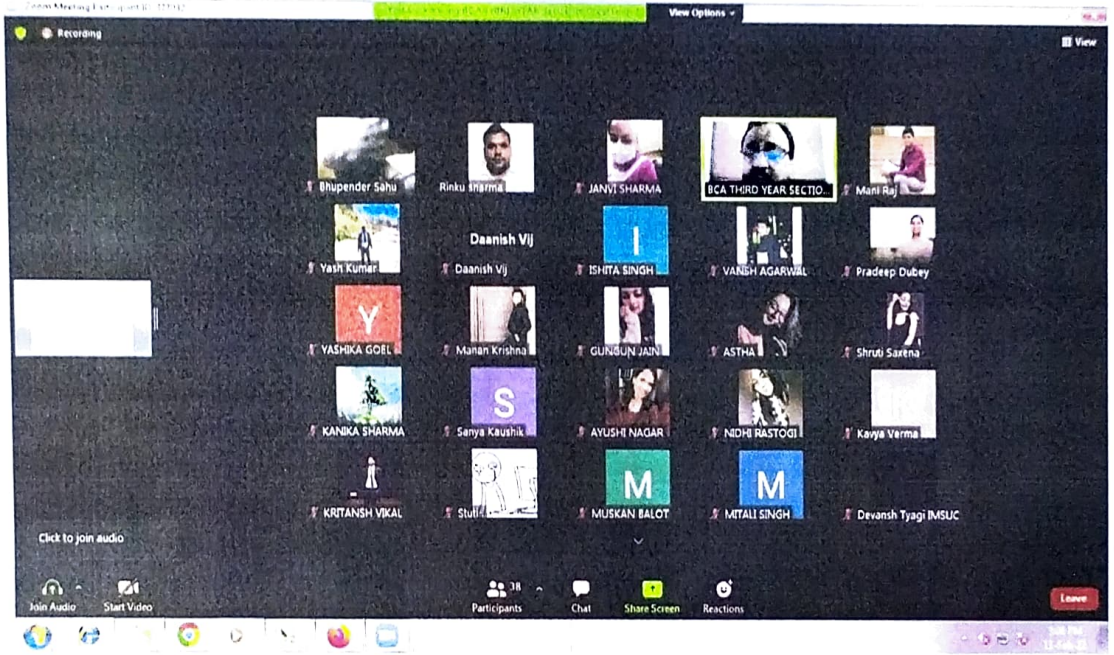 Recording
View Options
View
Bhupender Sahu
Rinku sharma
JANVI SHARMA
BCA THIRD YEAR SECTIO...
Mani Raj
Yash Kumar
Daanish Vij
Daanish Vij
I
ISHITA SINGH
VANSH AGARWAL
Pradeep Dubey
Y
YASHIKA GOEL
Manan Krishna
GUNGUN JAIN
ASTHA
Shruti Saxena
KANIKA SHARMA
S
Sanya Kaushik
AYUSHI NAGAR
NIDHI RASTOGI
Kavya Verma
KRITANSH VIKAL
Stuti
M
MUSKAN BALOT
M
MITALI SINGH
Devansh Tyagi IMSUC
Click to join audio
Join Audio
Start Video
38
Participants
Chat
Share Screen
Reactions
Leave